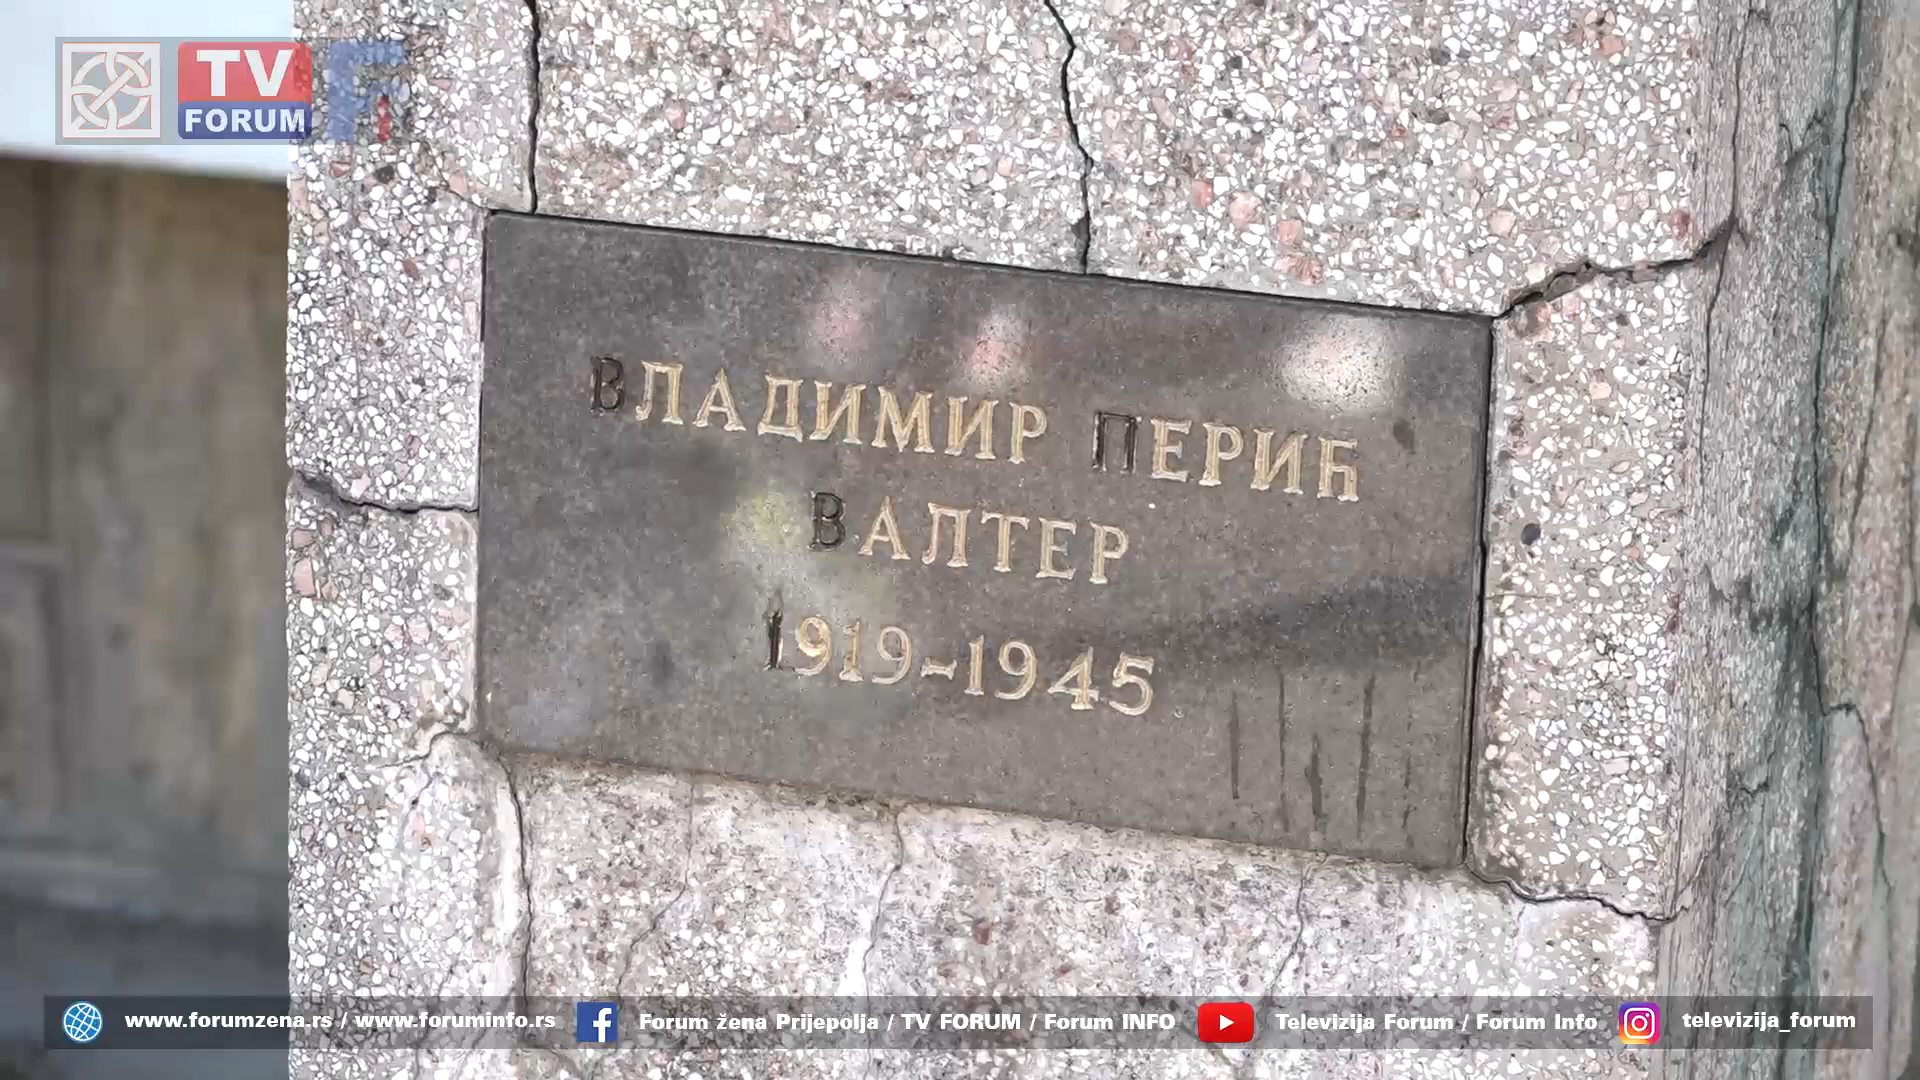 TV
FORUM
ВЛАДИМИР ПЕРИЋ
ВАЛТЕР
1919-1945
www.forumzena.rs / www.foruminfo.rs
Forum žena Prijepolja / TV FORUM / Forum INFO
Televizija Forum / Forum Info
televizija_forum